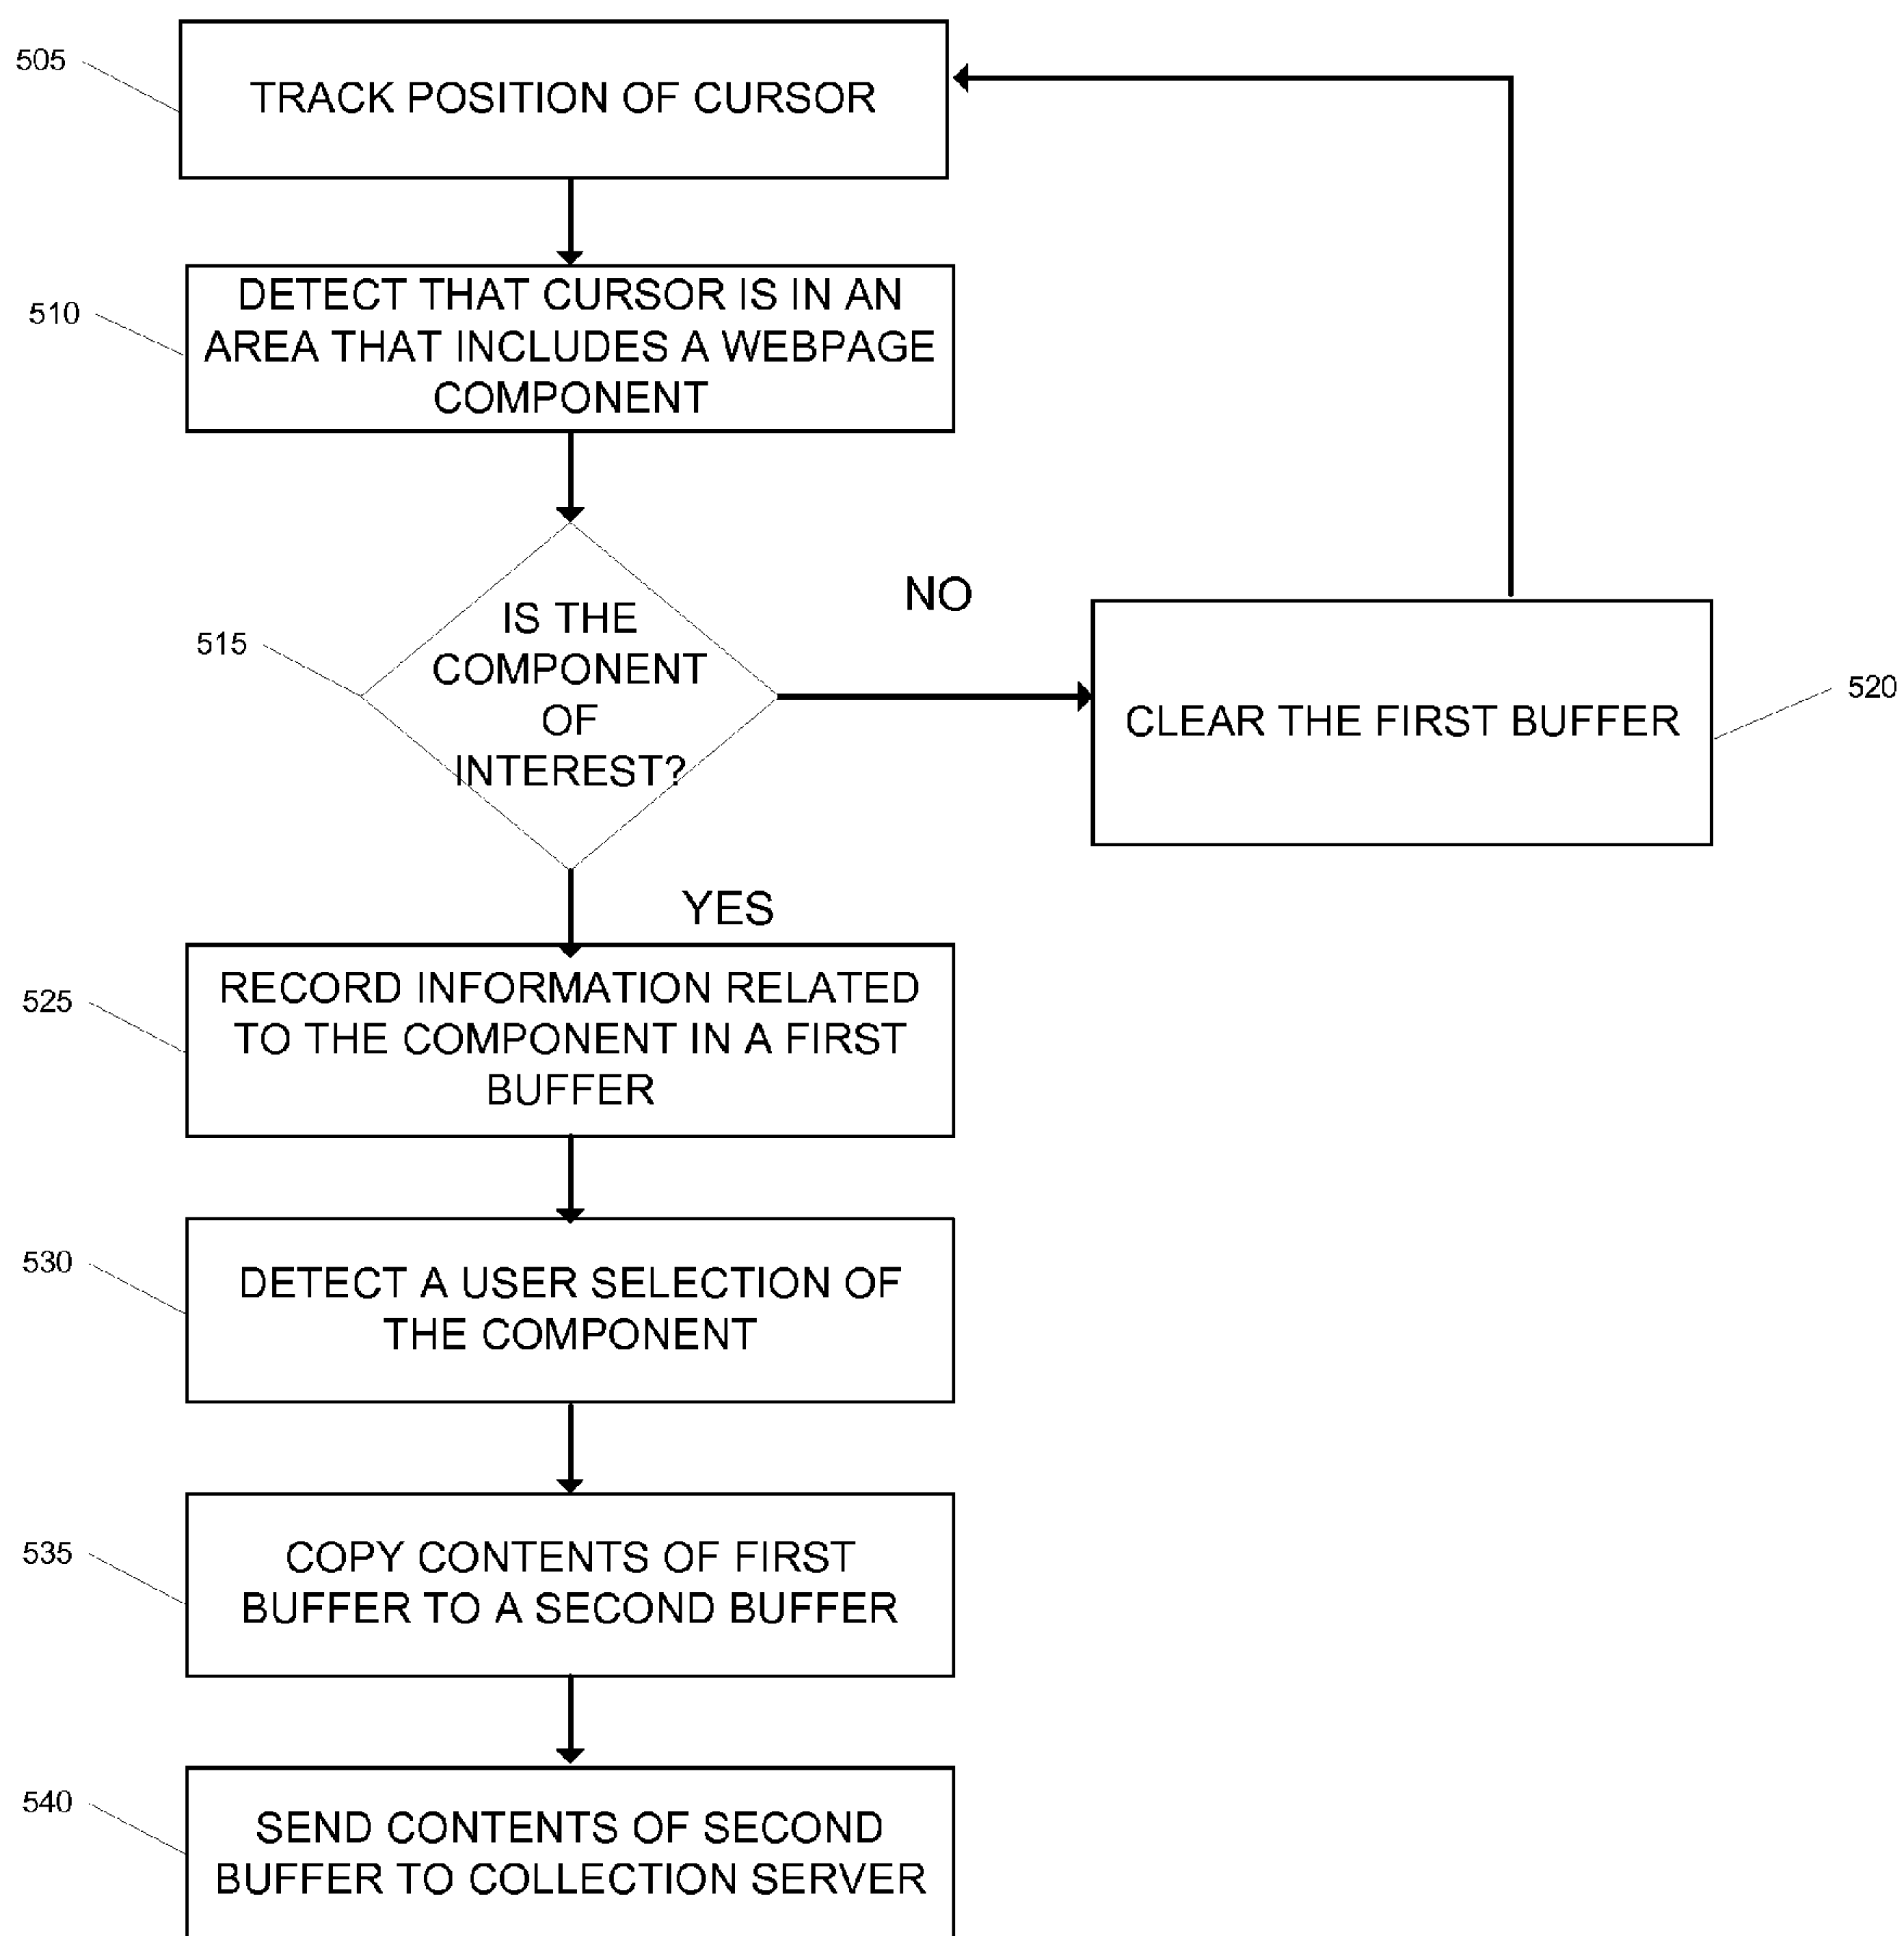 505
TRACK POSITION OF CURSOR
510
DETECT THAT CURSOR IS IN AN
AREA THAT INCLUDES A WEBPAGE
COMPONENT
515
IS THE
COMPONENT
OF
INTEREST?
NO
CLEAR THE FIRST BUFFER
520
YES
525
RECORD INFORMATION RELATED
TO THE COMPONENT IN A FIRST
BUFFER
530
DETECT A USER SELECTION OF
THE COMPONENT
535
COPY CONTENTS OF FIRST
BUFFER TO A SECOND BUFFER
540
SEND CONTENTS OF SECOND
BUFFER TO COLLECTION SERVER